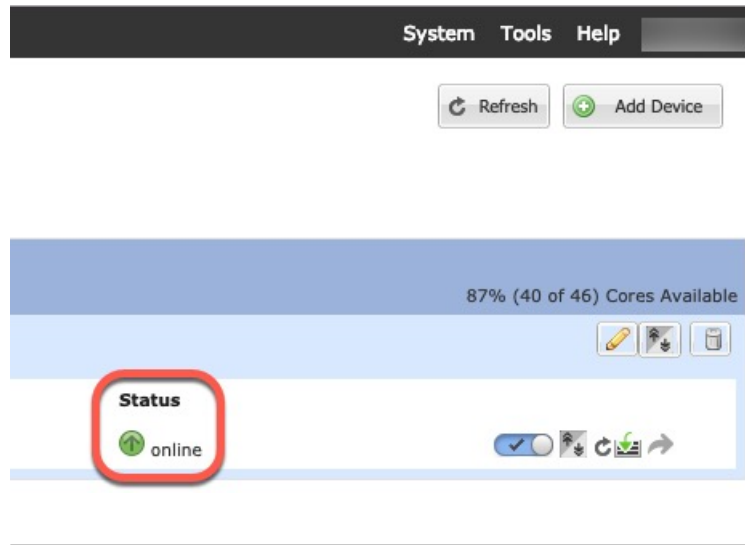 System Tools Help
Refresh Add Device
87% (40 of 46) Cores Available
Status
online